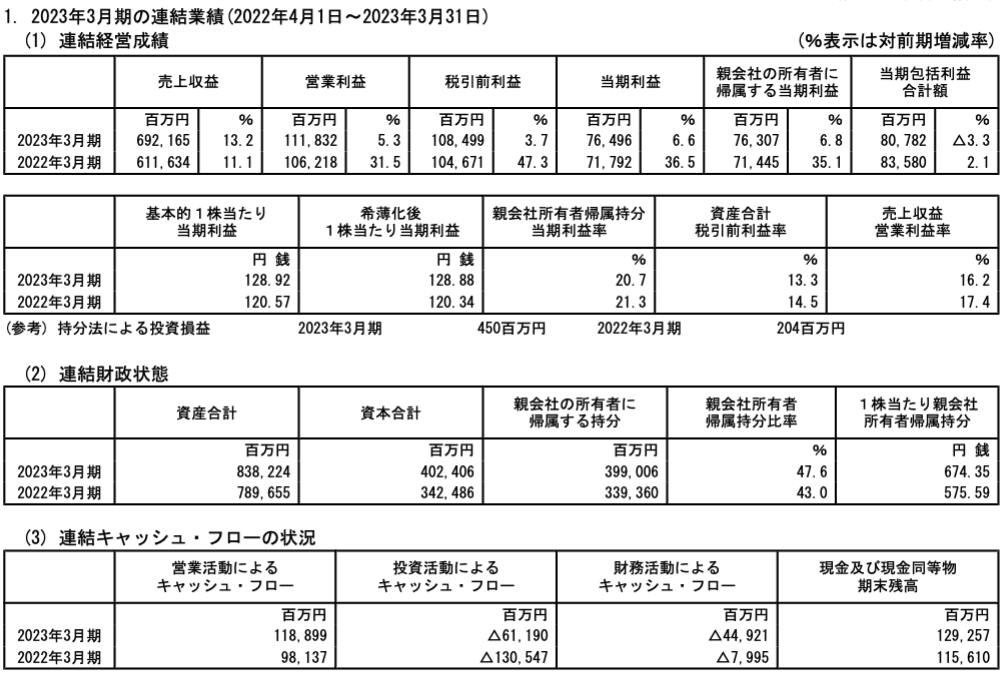 1. 2023年3月期の連結業績(2022年4月1日～2023年3月31日)
(1) 連結経営成績 (％表示は対前期増減率)
売上収益 営業利益 税引前利益 当期利益 親会社の所有者に帰属する当期利益 当期包括利益合計額
百万円 ％ 百万円 ％ 百万円 ％ 百万円 ％ 百万円 ％ 百万円 ％
2023年3月期 692,165 13.2 111,832 5.3 108,499 3.7 76,496 6.6 76,307 6.8 80,782 △3.3
2022年3月期 611,634 11.1 106,218 31.5 104,671 47.3 71,792 36.5 71,445 35.1 83,580 2.1
基本的１株当たり当期利益 希薄化後１株当たり当期利益 親会社所有者帰属持分当期利益率 資産合計税引前利益率 売上収益営業利益率
円 銭 円 銭 ％ ％ ％
2023年3月期 128.92 128.88 20.7 13.3 16.2
2022年3月期 120.57 120.34 21.3 14.5 17.4
(参考) 持分法による投資損益 2023年3月期 450百万円 2022年3月期 204百万円
(2) 連結財政状態
資産合計 資本合計 親会社の所有者に帰属する持分 親会社所有者帰属持分比率 １株当たり親会社所有者帰属持分
百万円 百万円 百万円 ％ 円 銭
2023年3月期 838,224 402,406 399,006 47.6 674.35
2022年3月期 789,655 342,486 339,360 43.0 575.59
(3) 連結キャッシュ・フローの状況
営業活動によるキャッシュ・フロー 投資活動によるキャッシュ・フロー 財務活動によるキャッシュ・フロー 現金及び現金同等物期末残高
百万円 百万円 百万円 百万円
2023年3月期 118,899 △61,190 △44,921 129,257
2022年3月期 98,137 △130,547 △7,995 115,610